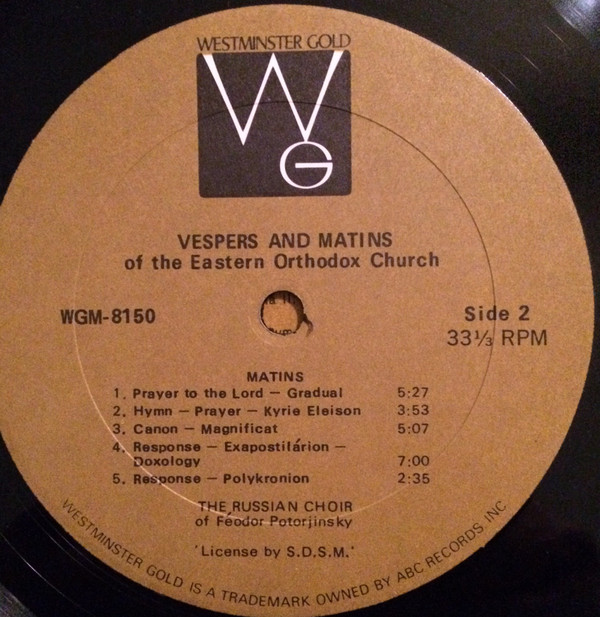 WESTMINSTER GOLD
WG
VESPERS AND MATINS
of the Eastern Orthodox Church
WGM-8150
Side 2
33⅓ RPM
MATINS
1. Prayer to the Lord — Gradual 5:27
2. Hymn — Prayer — Kyrie Eleison 3:53
3. Canon — Magnificat 5:07
4. Response — Exapostilárion —
Doxology 7:00
5. Response — Polykronion 2:35
THE RUSSIAN CHOIR
of Féodor Potorjinsky
'License by S.D.S.M.'
WESTMINSTER GOLD IS A TRADEMARK OWNED BY ABC RECORDS, INC